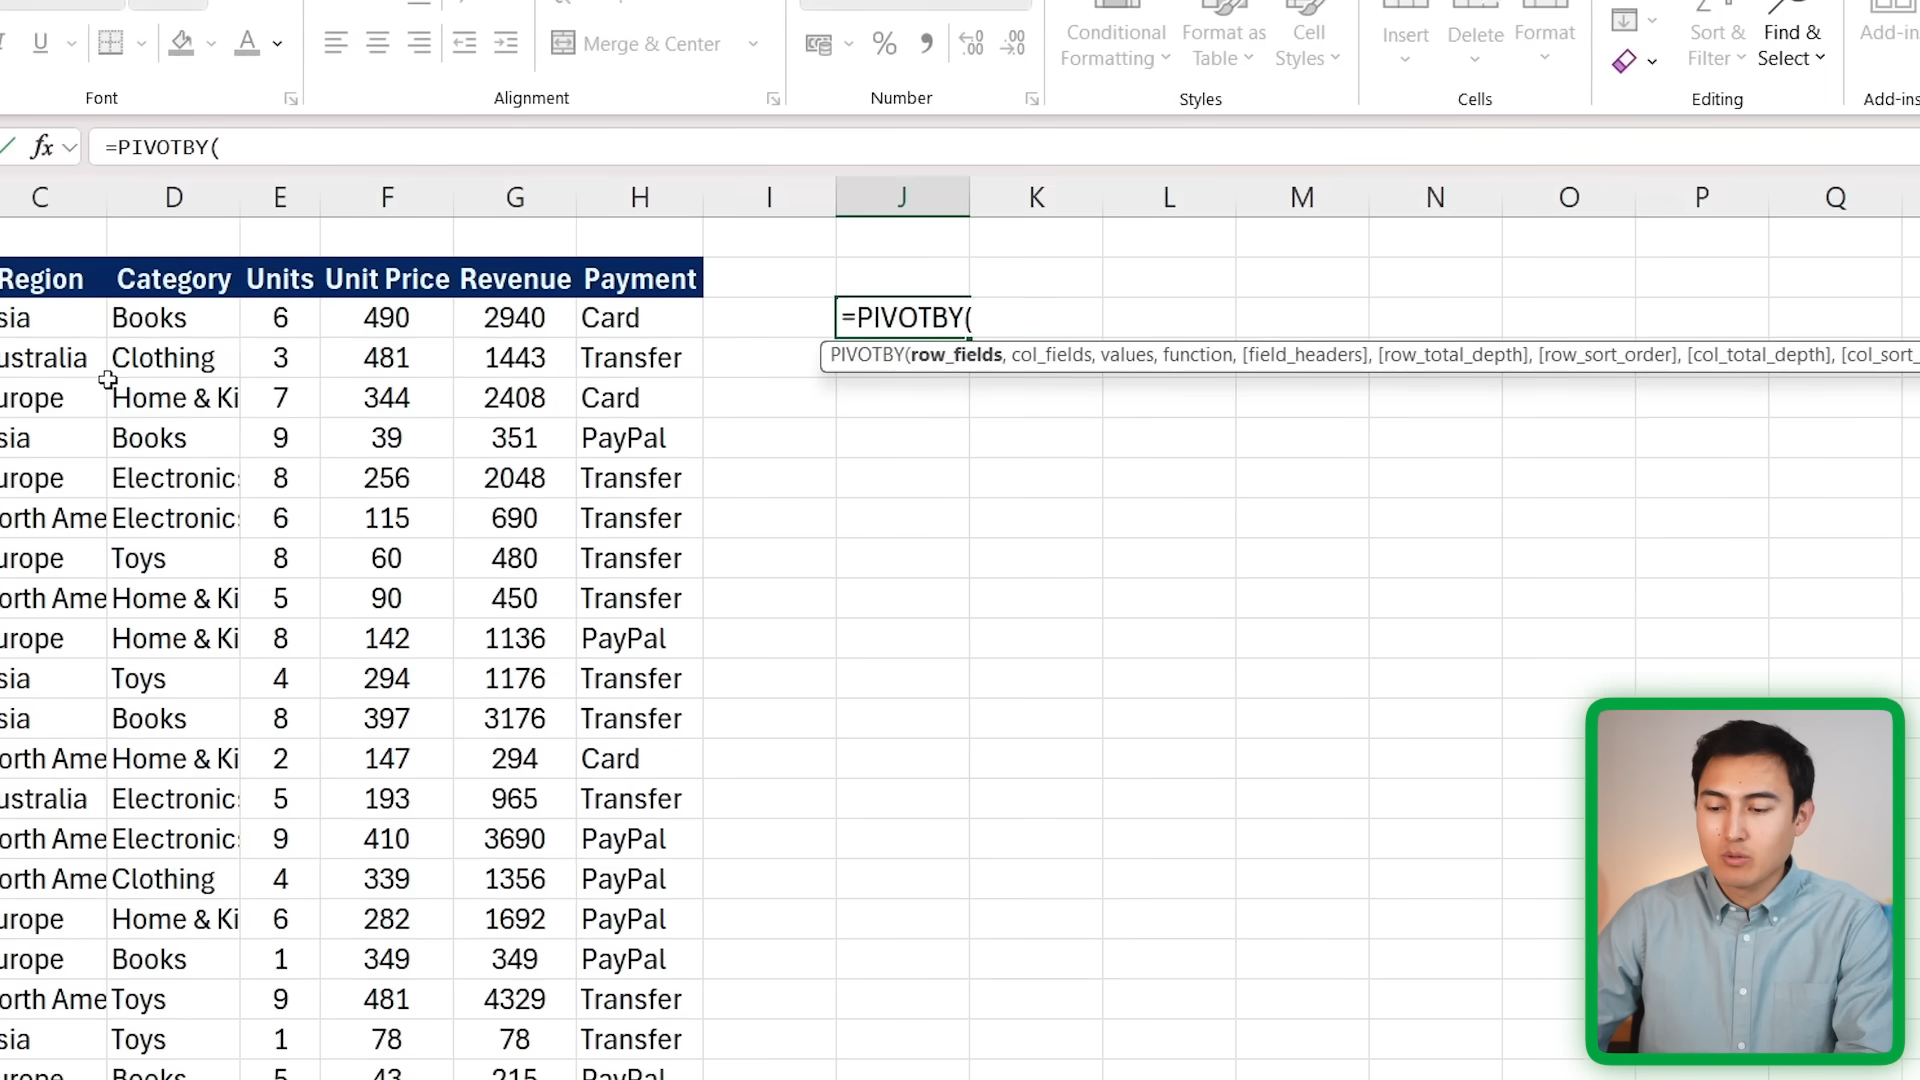 Merge & Center
Conditional Formatting
Format as Table
Cell Styles
Insert
Delete
Format
Sort & Filter
Find & Select
Add-in
Font
Alignment
Number
Styles
Cells
Editing
Add-ins
fx =PIVOTBY(
C D E F G H I J K L M N O P Q
Region Category Units Unit Price Revenue Payment
sia Books 6 490 2940 Card =PIVOTBY(
ustralia Clothing 3 481 1443 Transfer PIVOTBY(row_fields, col_fields, values, function, [field_headers], [row_total_depth], [row_sort_order], [col_total_depth], [col_sort_
urope Home & Ki 7 344 2408 Card
sia Books 9 39 351 PayPal
urope Electronic 8 256 2048 Transfer
orth Ame Electronic 6 115 690 Transfer
urope Toys 8 60 480 Transfer
orth Ame Home & Ki 5 90 450 Transfer
urope Home & Ki 8 142 1136 PayPal
sia Toys 4 294 1176 Transfer
sia Books 8 397 3176 Transfer
orth Ame Home & Ki 2 147 294 Card
ustralia Electronic 5 193 965 Transfer
orth Ame Electronic 9 410 3690 PayPal
orth Ame Clothing 4 339 1356 PayPal
urope Home & Ki 6 282 1692 PayPal
urope Books 1 349 349 PayPal
orth Ame Toys 9 481 4329 Transfer
sia Toys 1 78 78 Transfer
urope Books 5 43 215 PayPal